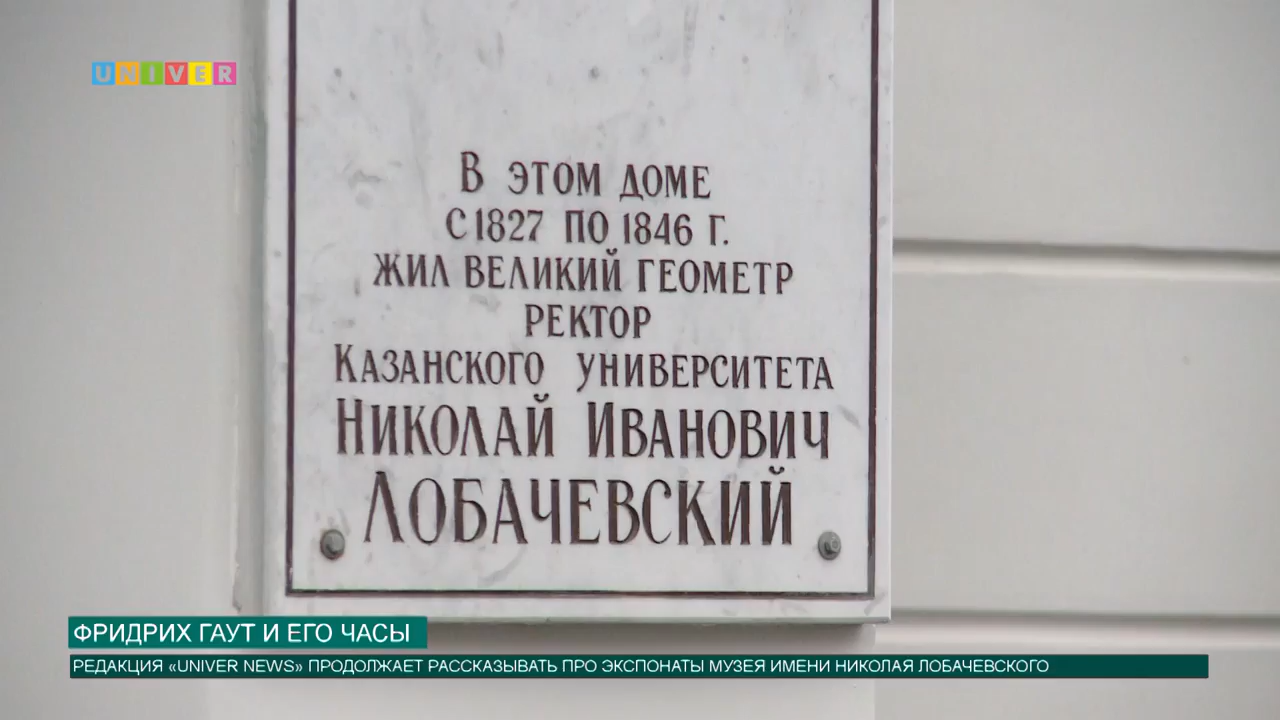 UNIVER
В ЭТОМ ДОМЕ
С 1827 ПО 1846 Г.
ЖИЛ ВЕЛИКИЙ ГЕОМЕТР
РЕКТОР
КАЗАНСКОГО УНИВЕРСИТЕТА
НИКОЛАЙ ИВАНОВИЧ
ЛОБАЧЕВСКИЙ
ФРИДРИХ ГАУТ И ЕГО ЧАСЫ
РЕДАКЦИЯ «UNIVER NEWS» ПРОДОЛЖАЕТ РАССКАЗЫВАТЬ ПРО ЭКСПОНАТЫ МУЗЕЯ ИМЕНИ НИКОЛАЯ ЛОБАЧЕВСКОГО